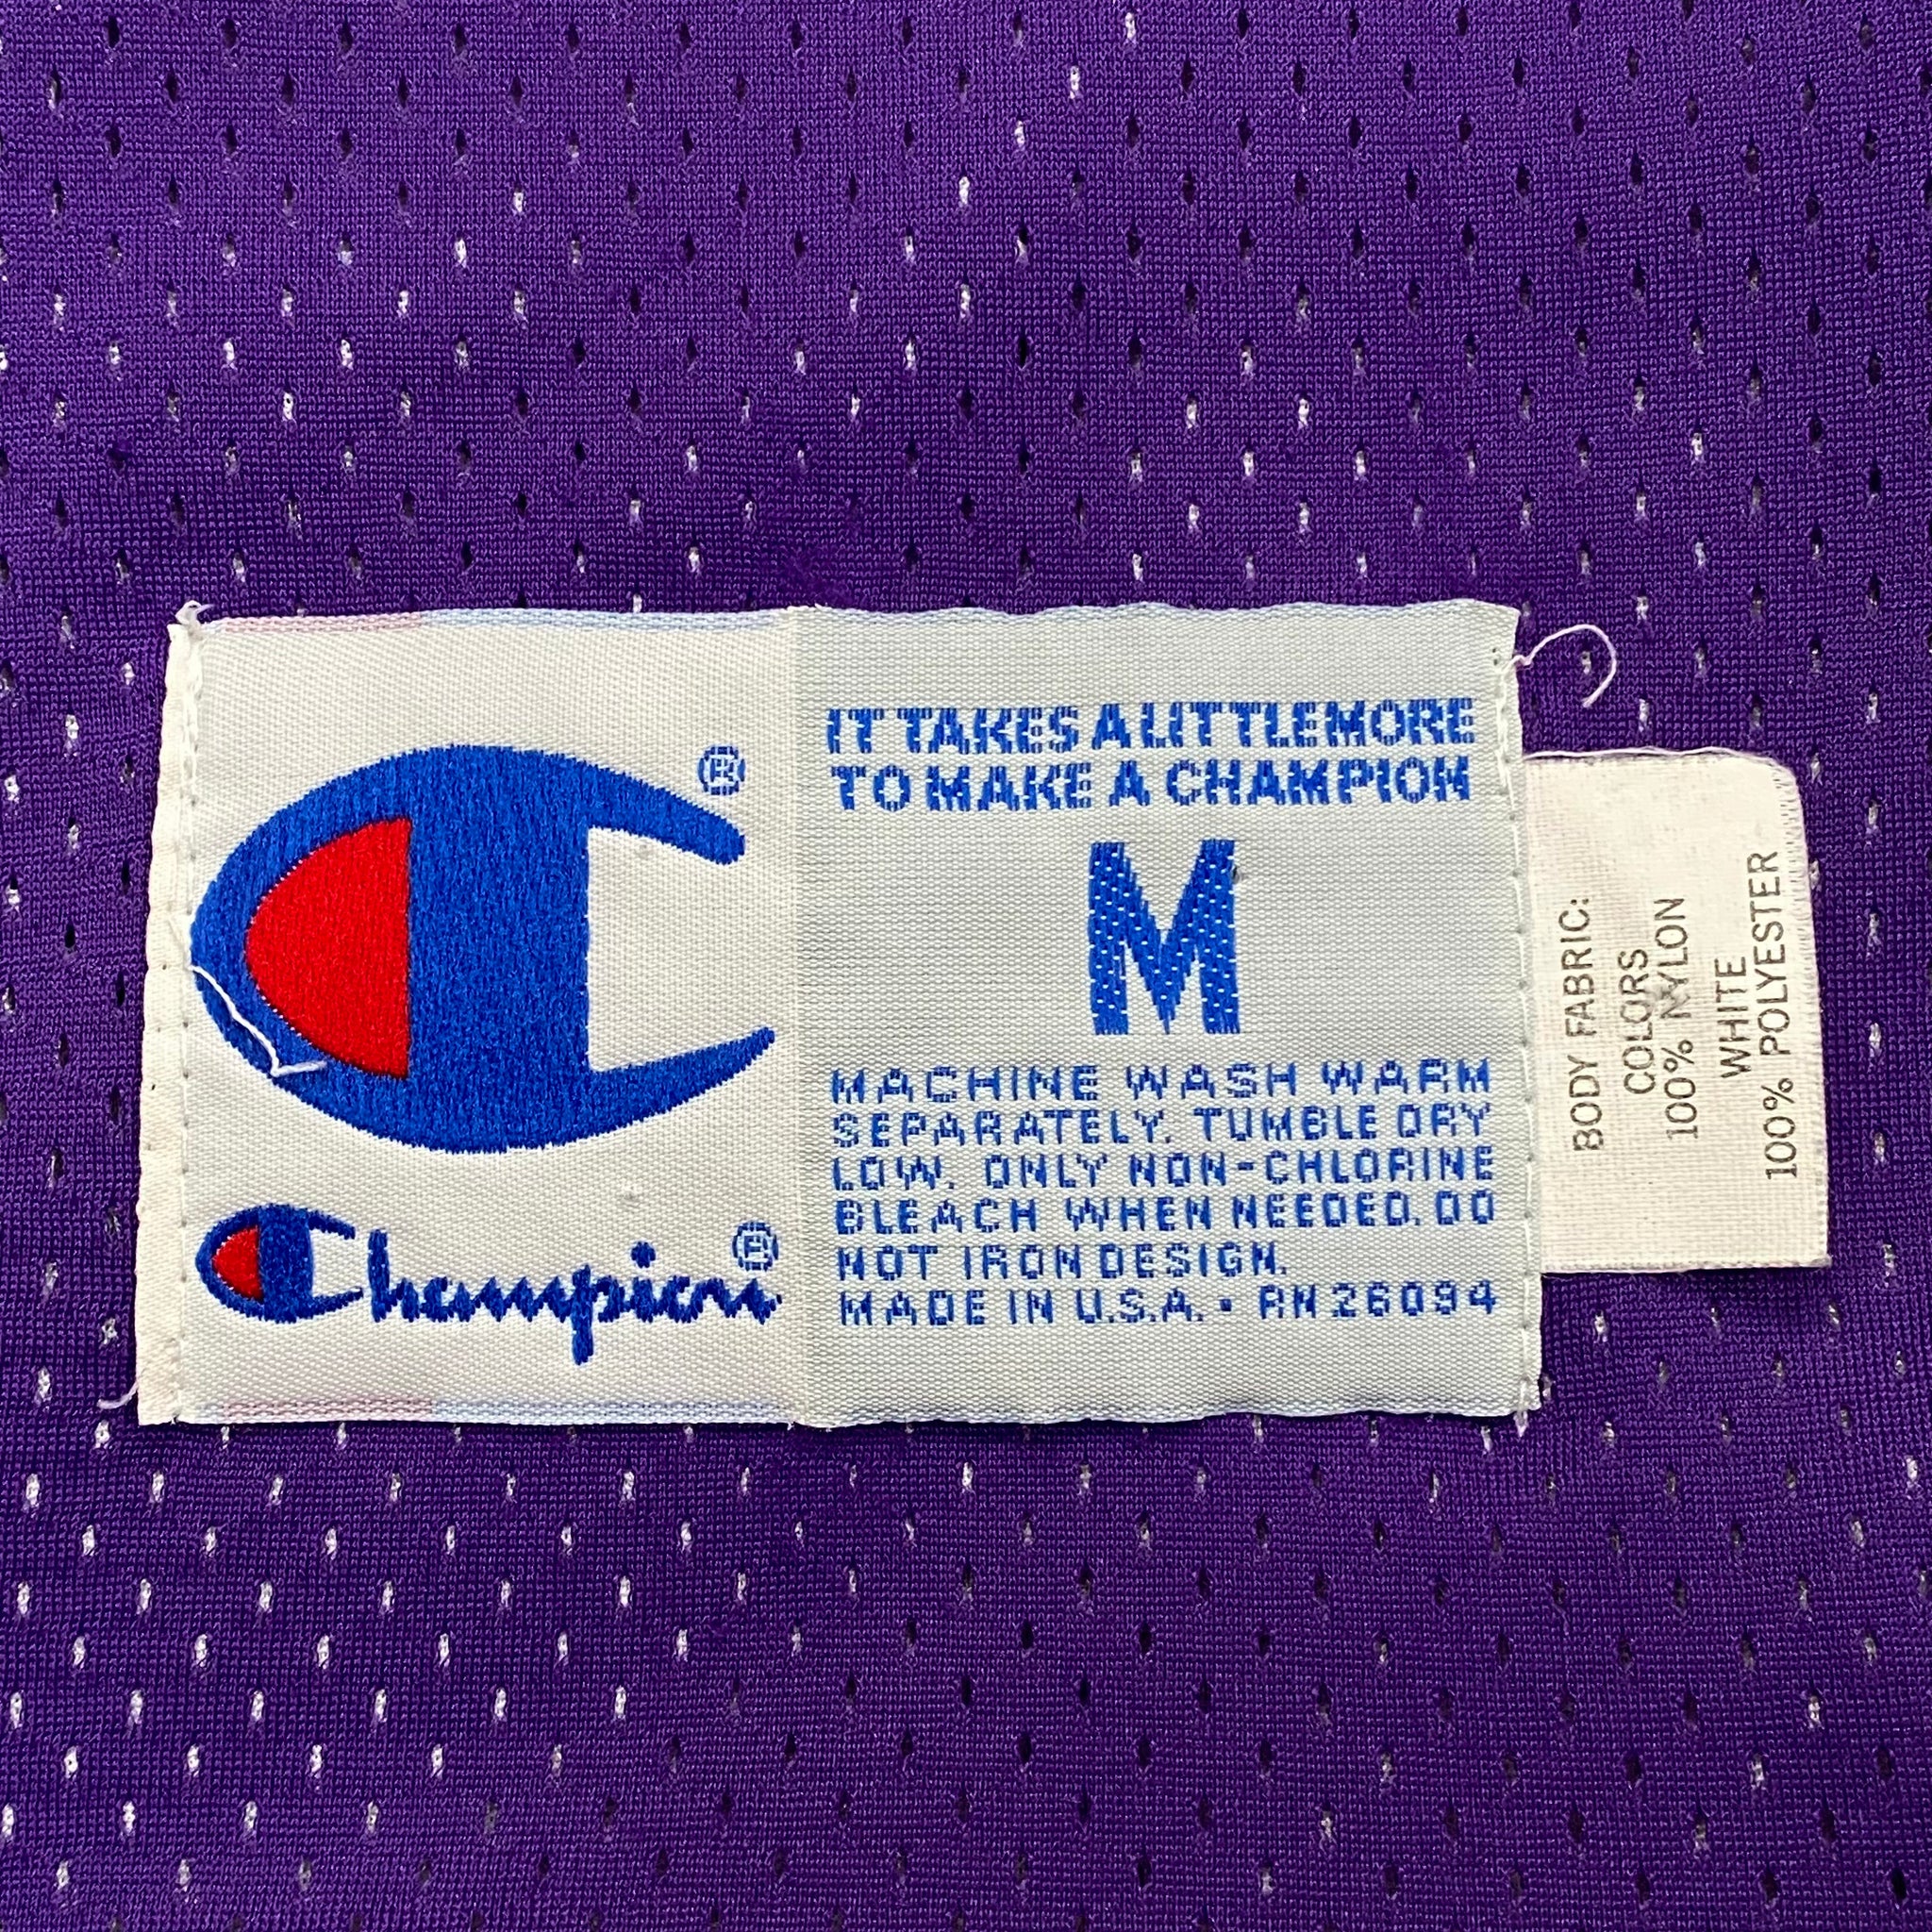 ®
Champion®
IT TAKES A LITTLE MORE
TO MAKE A CHAMPION
M
MACHINE WASH WARM
SEPARATELY. TUMBLE DRY
LOW. ONLY NON-CHLORINE
BLEACH WHEN NEEDED. DO
NOT IRON DESIGN.
MADE IN U.S.A. • RN 26094
BODY FABRIC:
COLORS
100% NYLON
WHITE
100% POLYESTER